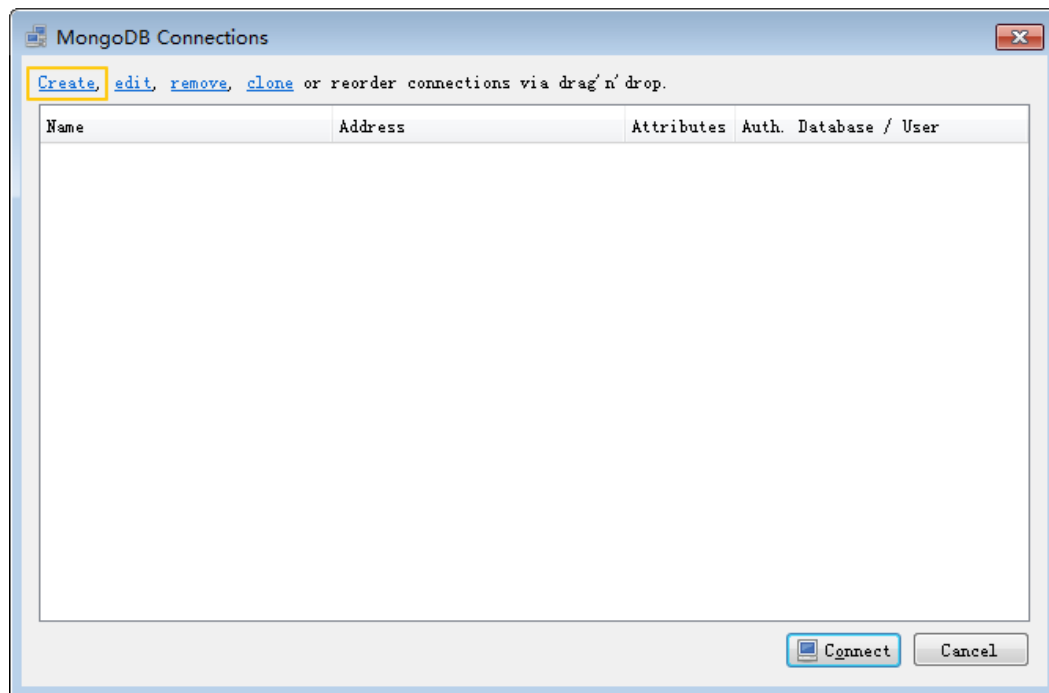 MongoDB Connections
Create, edit, remove, clone or reorder connections via drag'n'drop.
Name Address Attributes Auth. Database / User
Connect Cancel